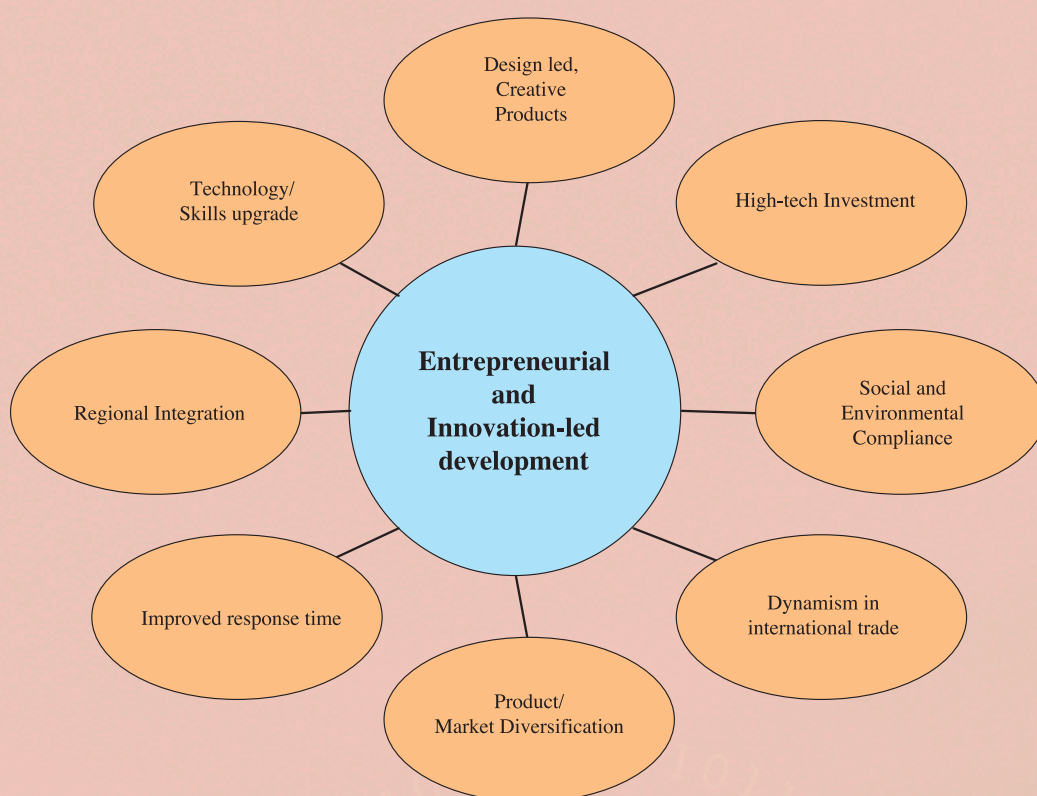 Design led,
Creative
Products
Technology/
Skills upgrade
High-tech Investment
Entrepreneurial
and
Innovation-led
development
Regional Integration
Social and
Environmental
Compliance
Improved response time
Dynamism in
international trade
Product/
Market Diversification